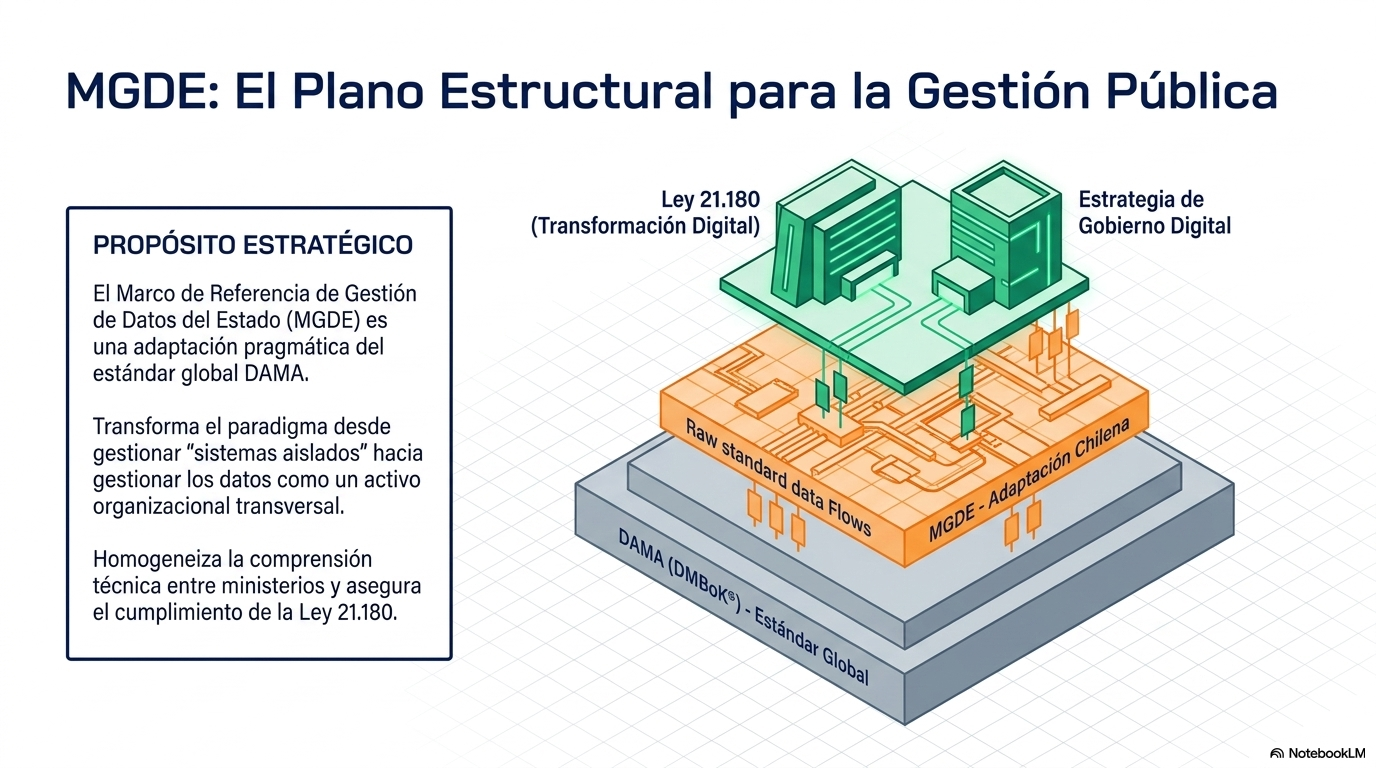 MGDE: El Plano Estructural para la Gestión Pública
PROPÓSITO ESTRATÉGICO
El Marco de Referencia de Gestión
de Datos del Estado (MGDE) es
una adaptación pragmática del
estándar global DAMA.
Transforma el paradigma desde
gestionar “sistemas aislados” hacia
gestionar los datos como un activo
organizacional transversal.
Homogeneiza la comprensión
técnica entre ministerios y asegura
el cumplimiento de la Ley 21.180.
Ley 21.180
(Transformación Digital)
Estrategia de
Gobierno Digital
Raw standard data Flows
MGDE - Adaptación Chilena
DAMA (DMBoK®) - Estándar Global
NotebookLM